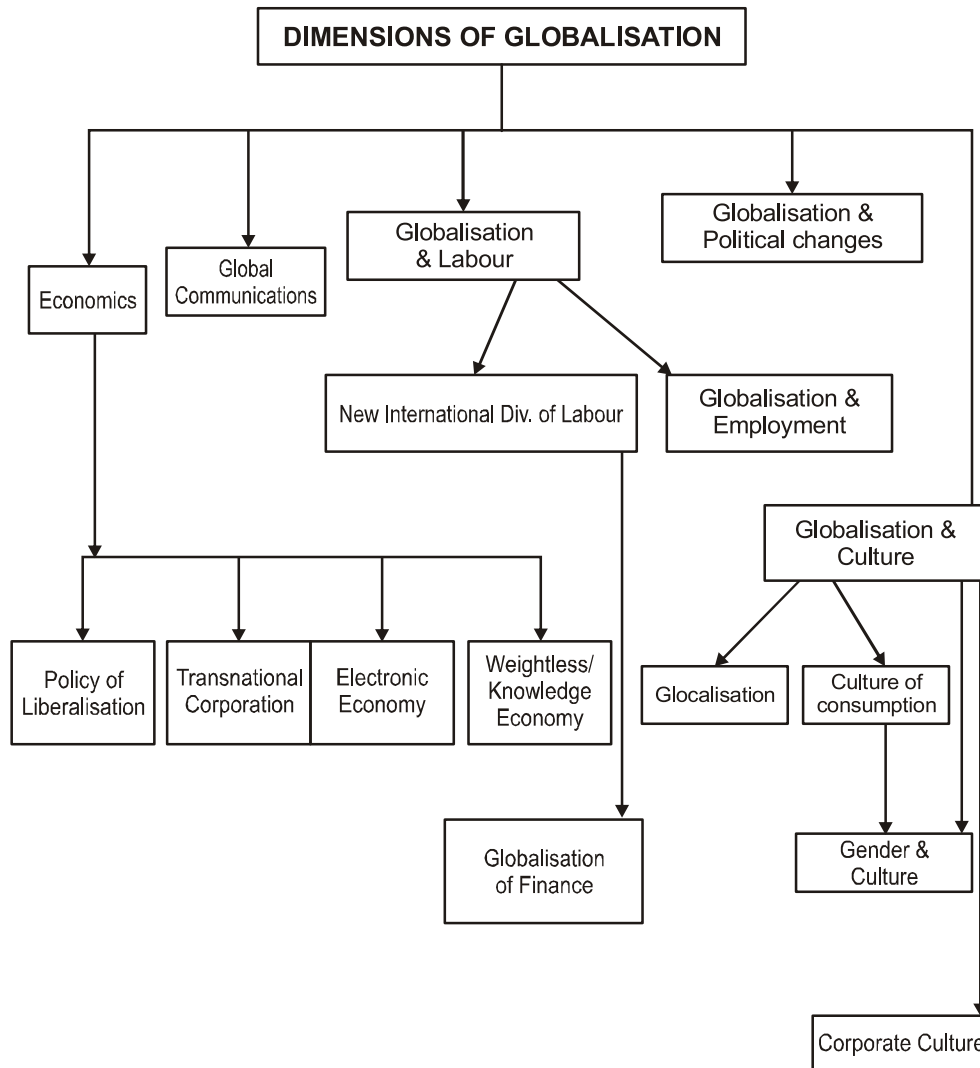 DIMENSIONS OF GLOBALISATION
Economics
Global
Communications
Globalisation
& Labour
Globalisation &
Political changes
New International Div. of Labour
Globalisation &
Employment
Globalisation &
Culture
Policy of
Liberalisation
Transnational
Corporation
Electronic
Economy
Weightless/
Knowledge
Economy
Glocalisation
Culture of
consumption
Globalisation
of Finance
Gender &
Culture
Corporate Culture